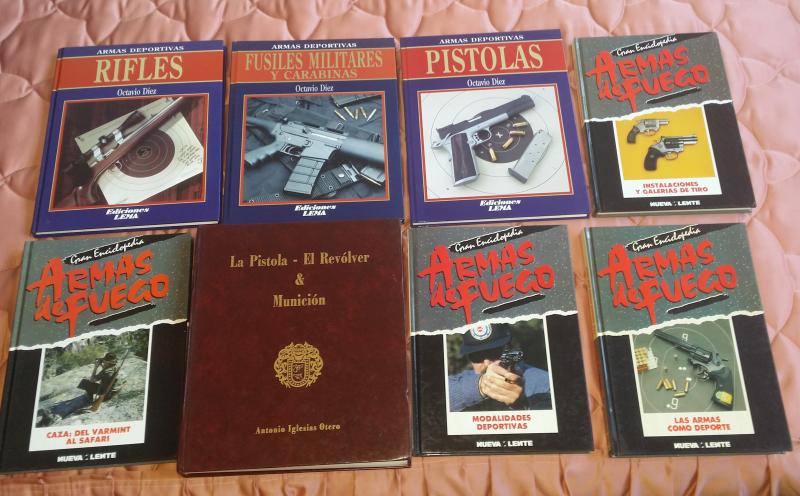 ARMAS DEPORTIVAS
RIFLES
Octavio Díez
Ediciones
LEMA
ARMAS DEPORTIVAS
FUSILES MILITARES
Y CARABINAS
Octavio Díez
Ediciones
LEMA
ARMAS DEPORTIVAS
PISTOLAS
Octavio Díez
Ediciones
LEMA
Gran Enciclopedia
ARMAS
de FUEGO
INSTALACIONES
Y GALERIAS DE TIRO
NUEVA LENTE
Gran Enciclopedia
ARMAS
de FUEGO
CAZA: DEL VARMINT
AL SAFARI
NUEVA LENTE
La Pistola - El Revólver
&
Munición
Antonio Iglesias Otero
Gran Enciclopedia
ARMAS
de FUEGO
MODALIDADES
DEPORTIVAS
NUEVA LENTE
Gran Enciclopedia
ARMAS
de FUEGO
LAS ARMAS
COMO DEPORTE
NUEVA LENTE